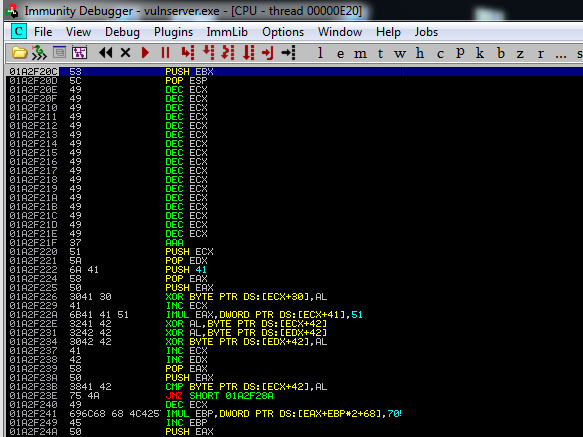 Immunity Debugger - vulnserver.exe - [CPU - thread 00000E20]
C File View Debug Plugins ImmLib Options Window Help Jobs
l e m t w h c p k b z r s
01A2F20C 53 PUSH EBX
01A2F20D 5C POP ESP
01A2F20E 49 DEC ECX
01A2F20F 49 DEC ECX
01A2F210 49 DEC ECX
01A2F211 49 DEC ECX
01A2F212 49 DEC ECX
01A2F213 49 DEC ECX
01A2F214 49 DEC ECX
01A2F215 49 DEC ECX
01A2F216 49 DEC ECX
01A2F217 49 DEC ECX
01A2F218 49 DEC ECX
01A2F219 49 DEC ECX
01A2F21A 49 DEC ECX
01A2F21B 49 DEC ECX
01A2F21C 49 DEC ECX
01A2F21D 49 DEC ECX
01A2F21E 49 DEC ECX
01A2F21F 37 AAA
01A2F220 51 PUSH ECX
01A2F221 5A POP EDX
01A2F222 6A 41 PUSH 41
01A2F224 58 POP EAX
01A2F225 50 PUSH EAX
01A2F226 3041 30 XOR BYTE PTR DS:[ECX+30],AL
01A2F229 41 INC ECX
01A2F22A 6B41 41 51 IMUL EAX,DWORD PTR DS:[ECX+41],51
01A2F22E 3241 42 XOR AL,BYTE PTR DS:[ECX+42]
01A2F231 3242 42 XOR AL,BYTE PTR DS:[EDX+42]
01A2F234 3042 42 XOR BYTE PTR DS:[EDX+42],AL
01A2F237 41 INC ECX
01A2F238 42 INC EDX
01A2F239 58 POP EAX
01A2F23A 50 PUSH EAX
01A2F23B 3841 42 CMP BYTE PTR DS:[ECX+42],AL
01A2F23E 75 4A JNZ SHORT 01A2F28A
01A2F240 49 DEC ECX
01A2F241 696C68 68 4C425 IMUL EBP,DWORD PTR DS:[EAX+EBP*2+68],70
01A2F249 45 INC EBP
01A2F24A 50 PUSH EAX